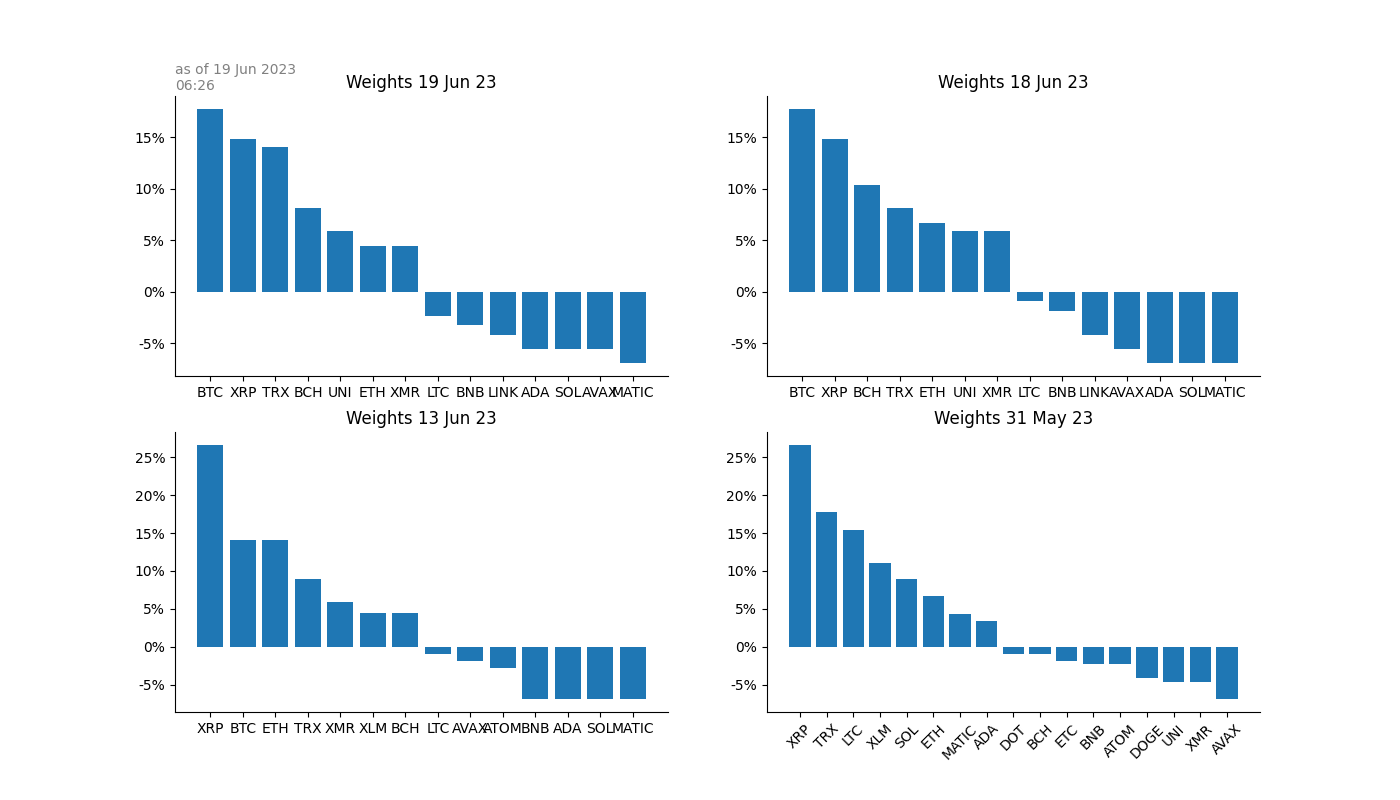 as of 19 Jun 2023
06:26
Weights 19 Jun 23
15%
10%
5%
0%
-5%
BTC XRP TRX BCH UNI ETH XMR LTC BNB LINK ADA SOL AVAX MATIC
Weights 18 Jun 23
15%
10%
5%
0%
-5%
BTC XRP BCH TRX ETH UNI XMR LTC BNB LINK AVAX ADA SOL MATIC
Weights 13 Jun 23
25%
20%
15%
10%
5%
0%
-5%
XRP BTC ETH TRX XMR XLM BCH LTC AVAX ATOM BNB ADA SOL MATIC
Weights 31 May 23
25%
20%
15%
10%
5%
0%
-5%
XRP TRX LTC XLM SOL ETH MATIC ADA DOT BCH ETC BNB ATOM DOGE UNI XMR AVAX